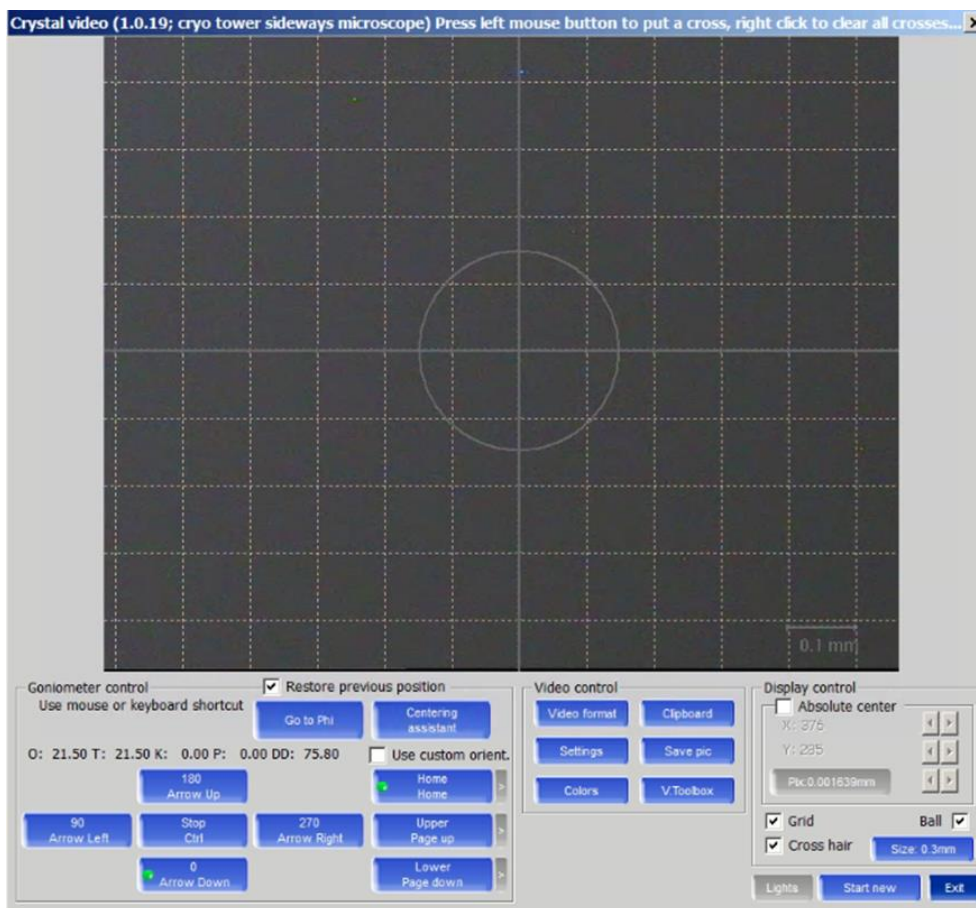 Crystal video (1.0.19; cryo tower sideways microscope) Press left mouse button to put a cross, right click to clear all crosses....
0.1 mm
Goniometer control
Restore previous position
Use mouse or keyboard shortcut
Go to Phi
Centering
assistant
O: 21.50 T: 21.50 K: 0.00 P: 0.00 DD: 75.80
Use custom orient.
180
Arrow Up
Home
Home
90
Arrow Left
Stop
Ctrl
270
Arrow Right
Upper
Page up
0
Arrow Down
Lower
Page down
Video control
Video format
Clipboard
Settings
Save pic
Colors
V.Toolbox
Display control
Absolute center
X: 376
Y: 285
Pix:0.001639mm
Grid
Ball
Cross hair
Size: 0.3mm
Lights
Start new
Exit